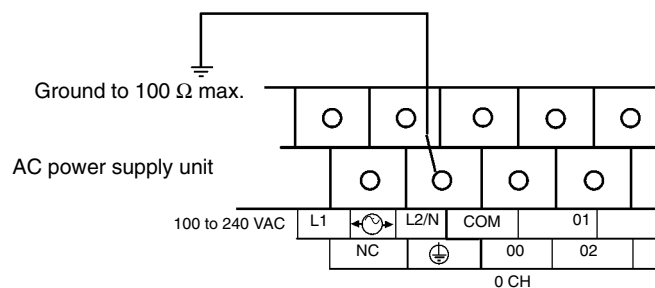 Ground to 100 Ω max.
AC power supply unit
100 to 240 VAC L1 L2/N COM 01
NC 00 02
0 CH